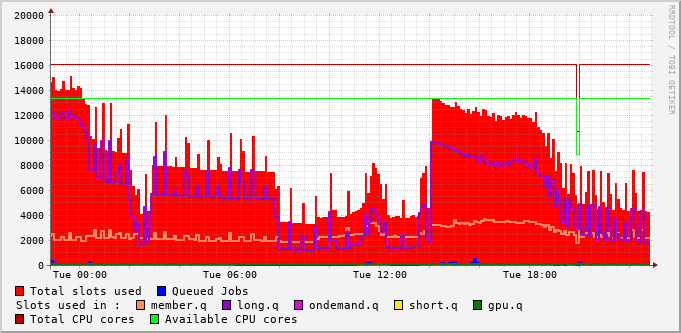 20000
18000
16000
14000
12000
10000
8000
6000
4000
2000
0
Tue 00:00 Tue 06:00 Tue 12:00 Tue 18:00
Total slots used Queued Jobs
Slots used in : member.q long.q ondemand.q short.q gpu.q
Total CPU cores Available CPU cores
RRDTOOL / TOBI OETIKER